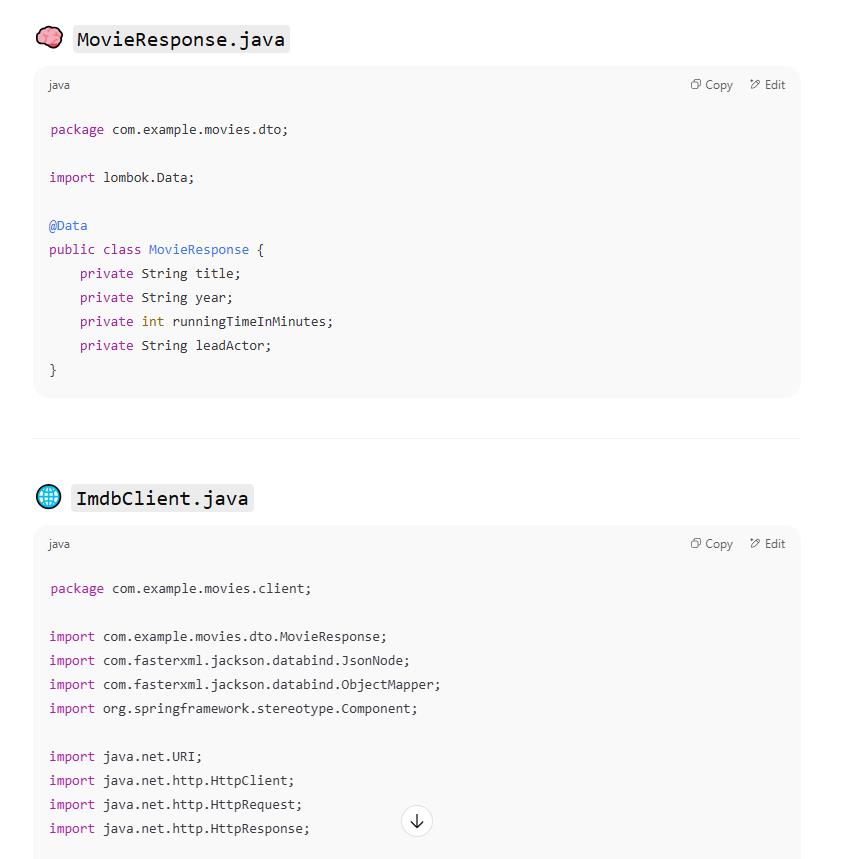 MovieResponse.java
java
Copy
Edit
package com.example.movies.dto;
import lombok.Data;
@Data
public class MovieResponse {
    private String title;
    private String year;
    private int runningTimeInMinutes;
    private String leadActor;
}
ImdbClient.java
java
Copy
Edit
package com.example.movies.client;
import com.example.movies.dto.MovieResponse;
import com.fasterxml.jackson.databind.JsonNode;
import com.fasterxml.jackson.databind.ObjectMapper;
import org.springframework.stereotype.Component;
import java.net.URI;
import java.net.http.HttpClient;
import java.net.http.HttpRequest;
import java.net.http.HttpResponse;